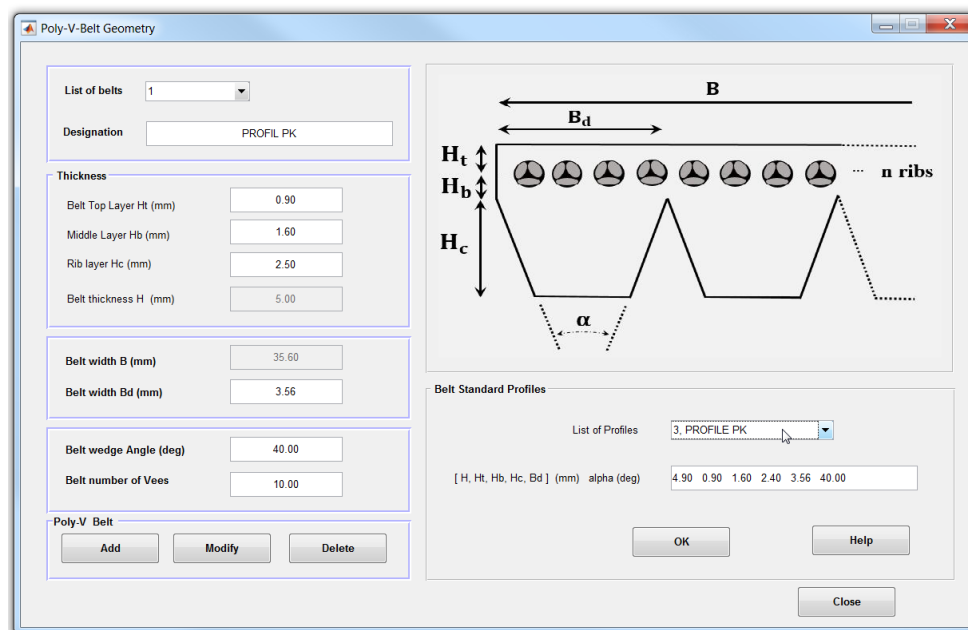 Poly-V-Belt Geometry
List of belts 1
Designation PROFIL PK
Thickness
Belt Top Layer Ht (mm) 0.90
Middle Layer Hb (mm) 1.60
Rib layer Hc (mm) 2.50
Belt thickness H (mm) 5.00
Belt width B (mm) 35.60
Belt width Bd (mm) 3.56
Belt wedge Angle (deg) 40.00
Belt number of Vees 10.00
Poly-V Belt
Add Modify Delete
B
Bd
Ht
Hb
... n ribs
Hc
α
Belt Standard Profiles
List of Profiles 3, PROFILE PK
[ H, Ht, Hb, Hc, Bd ] (mm) alpha (deg) 4.90 0.90 1.60 2.40 3.56 40.00
OK Help
Close